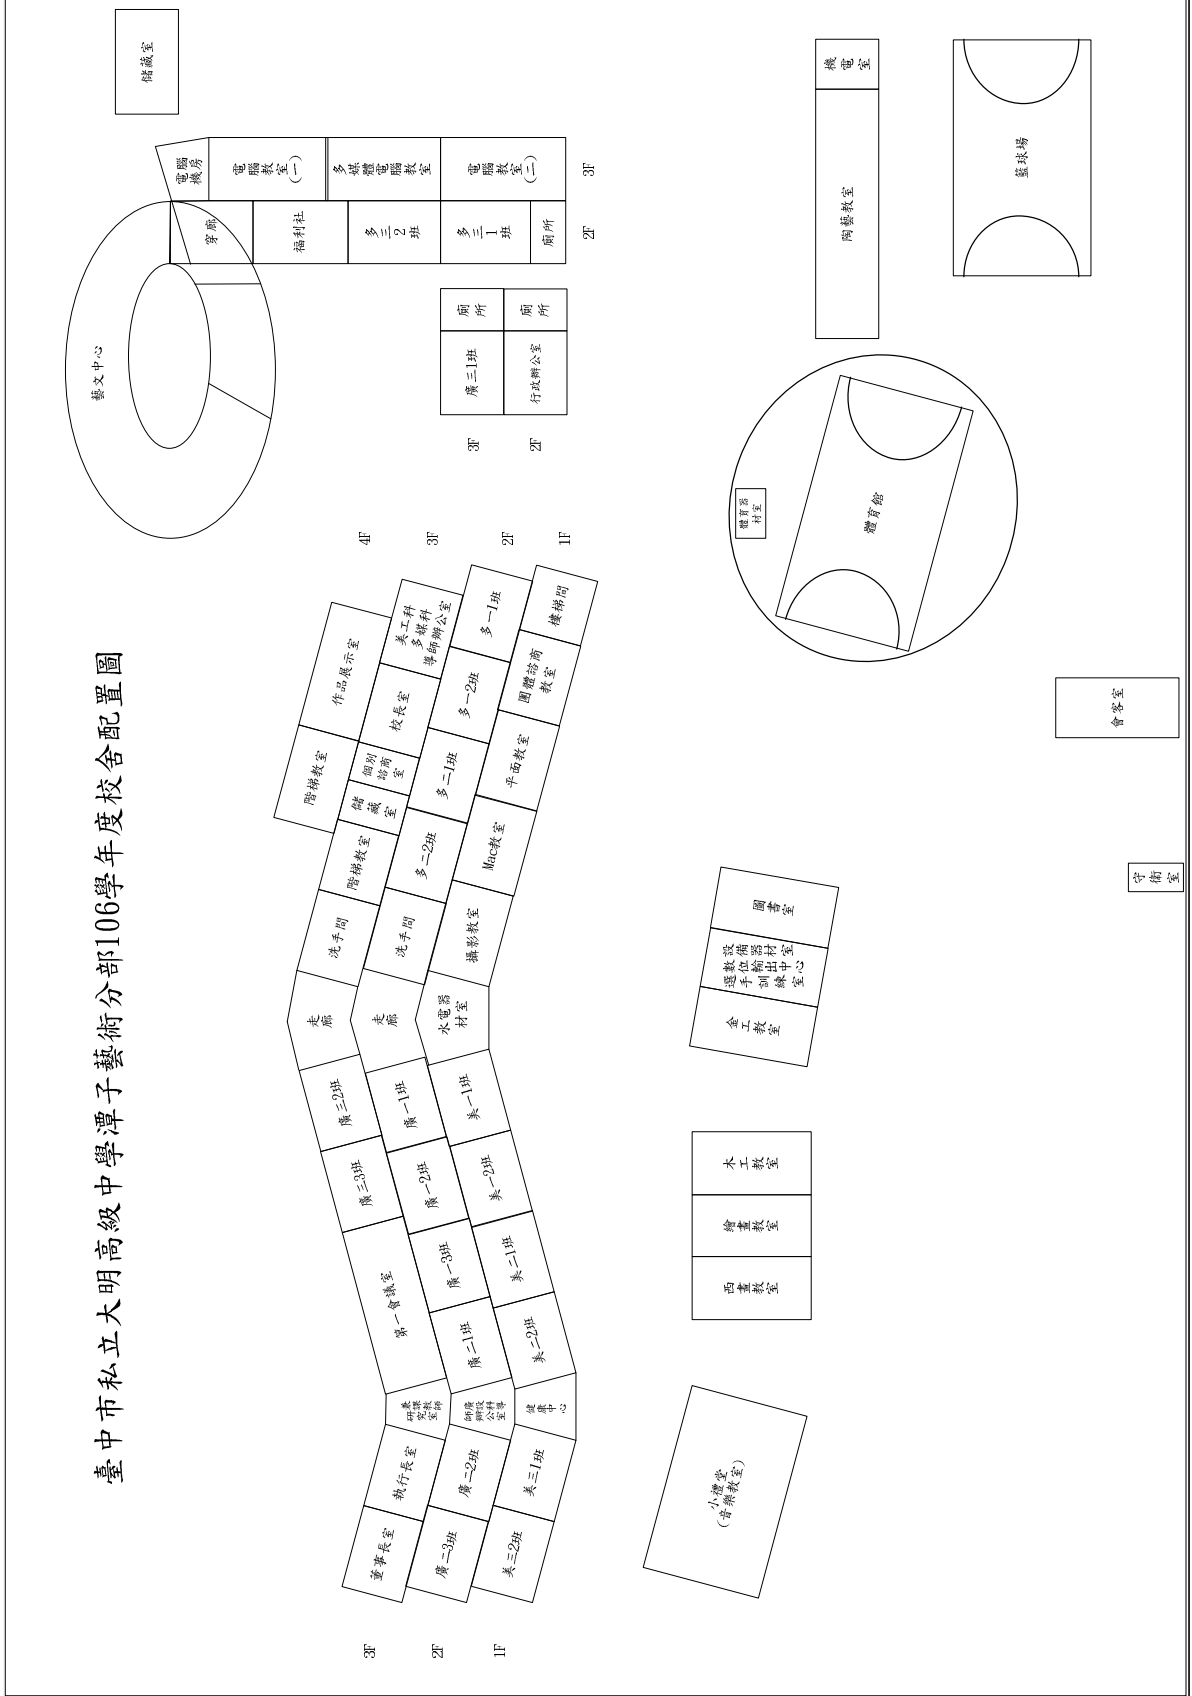 臺中市私立大明高級中學潭子藝術分部106學年度校舍配置圖
儲藏室
電腦機房
電腦教室(一)
多媒體電腦教室
電腦教室(二)
3F
穿廊
福利社
多三2班
多三1班
廁所
2F
藝文中心
廁所
廣三1班
3F
廁所
行政辦公室
2F
機電室
陶藝教室
籃球場
體育器材室
體育館
會客室
守衛室
4F
作品展示室
階梯教室
3F
美工科
多媒科
導師辦公室
校長室
個別諮商室
儲藏室
階梯教室
洗手間
走廊
廣三2班
廣三3班
第一會議室
兼課教師研究室
執行長室
董事長室
3F
2F
多一1班
多一2班
多二1班
多二2班
洗手間
走廊
廣一1班
廣一2班
廣一3班
廣二1班
廣設科導師辦公室
廣二2班
廣二3班
2F
1F
樓梯間
團體諮商教室
平面教室
Mac教室
攝影教室
水電器材室
美一1班
美一2班
美二1班
美二2班
健康中心
美三1班
美三2班
1F
圖書室
設備器材室
數位輸出中心
選手訓練室
金工教室
木工教室
繪畫教室
西畫教室
小禮堂
(音樂教室)